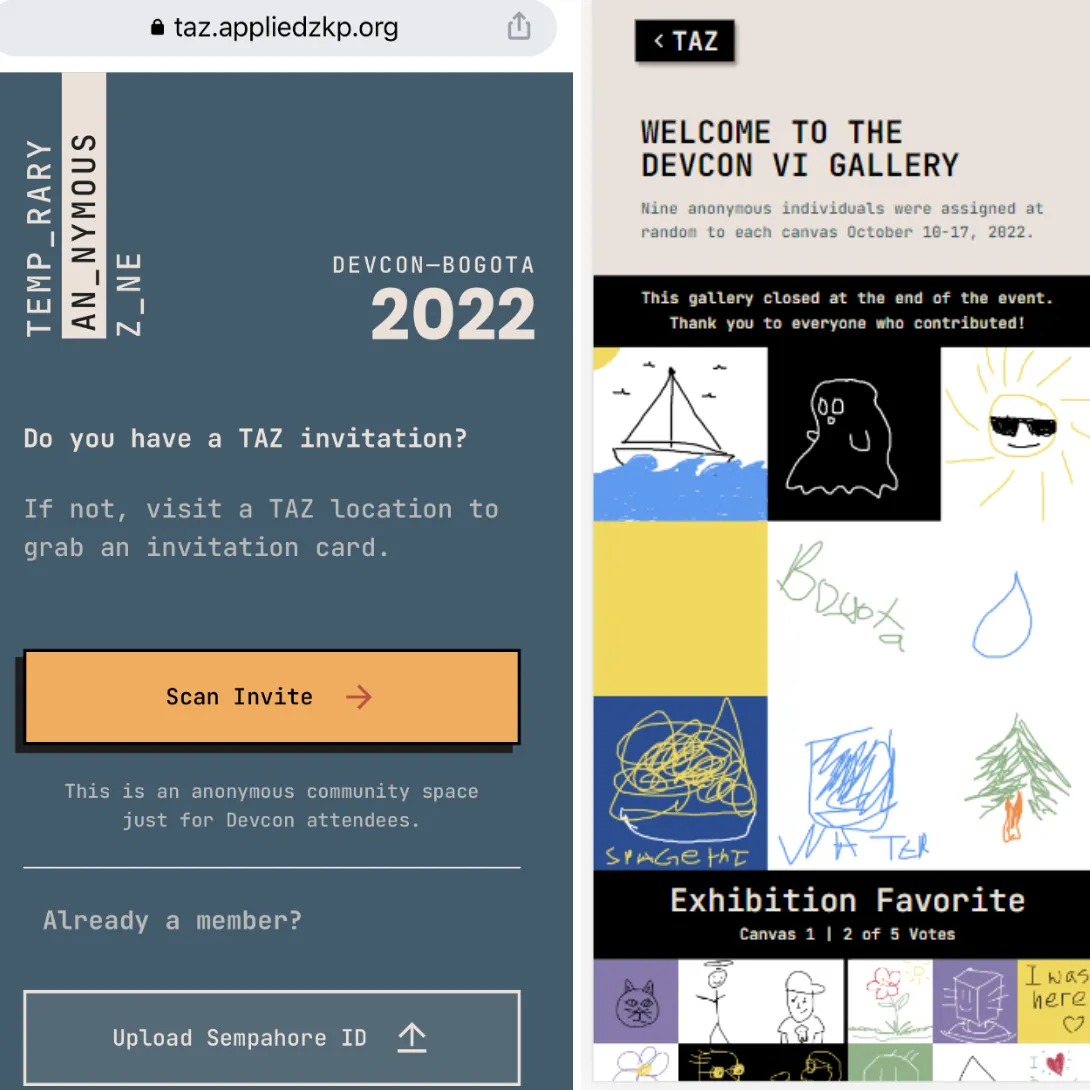 taz.appliedzkp.org
TEMP_RARY
AN_NYMOUS
Z_NE
DEVCON—BOGOTA
2022
Do you have a TAZ invitation?
If not, visit a TAZ location to
grab an invitation card.
Scan Invite
This is an anonymous community space
just for Devcon attendees.
Already a member?
Upload Sempahore ID
< TAZ
WELCOME TO THE
DEVCON VI GALLERY
Nine anonymous individuals were assigned at
random to each canvas October 10-17, 2022.
This gallery closed at the end of the event.
Thank you to everyone who contributed!
Bogota
SPAGEthI
WATER
Exhibition Favorite
Canvas 1 | 2 of 5 Votes
I was
here